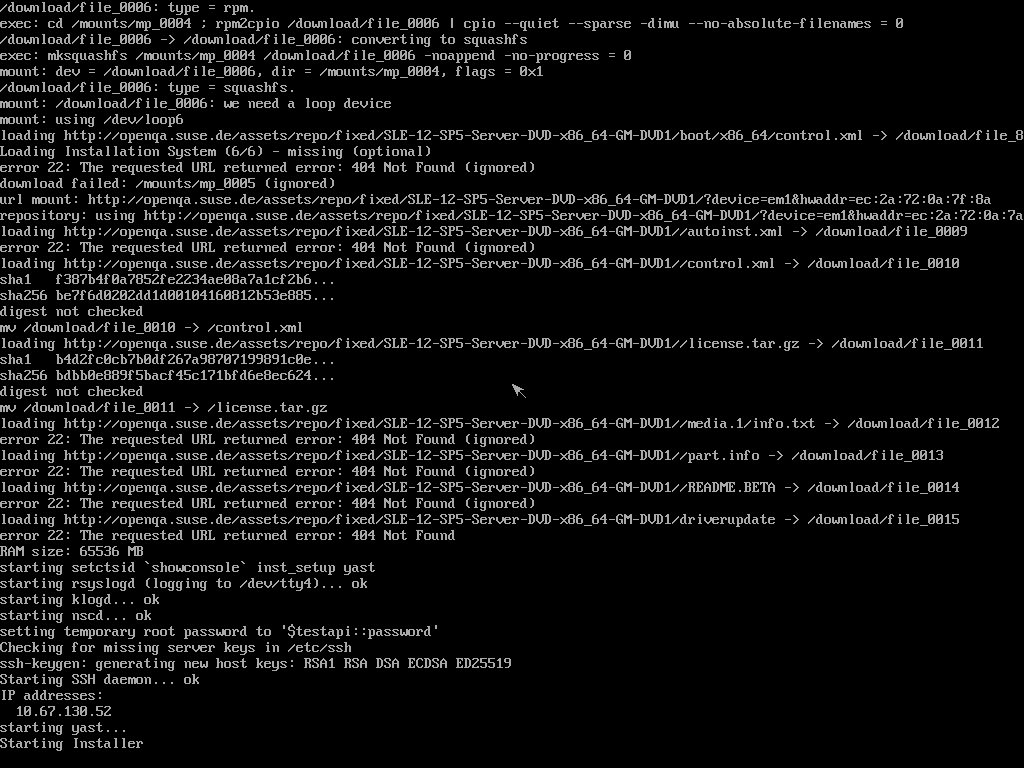 /download/file_0006: type = rpm.
exec: cd /mounts/mp_0004 ; rpm2cpio /download/file_0006 | cpio --quiet --sparse -dimu --no-absolute-filenames = 0
/download/file_0006 -> /download/file_0006: converting to squashfs
exec: mksquashfs /mounts/mp_0004 /download/file_0006 -noappend -no-progress = 0
mount: dev = /download/file_0006, dir = /mounts/mp_0004, flags = 0x1
/download/file_0006: type = squashfs.
mount: /download/file_0006: we need a loop device
mount: using /dev/loop6
loading http://openqa.suse.de/assets/repo/fixed/SLE-12-SP5-Server-DVD-x86_64-GM-DVD1/boot/x86_64/control.xml -> /download/file_8
Loading Installation System (6/6) - missing (optional)
error 22: The requested URL returned error: 404 Not Found (ignored)
download failed: /mounts/mp_0005 (ignored)
url mount: http://openqa.suse.de/assets/repo/fixed/SLE-12-SP5-Server-DVD-x86_64-GM-DVD1/?device=em1&hwaddr=ec:2a:72:0a:7f:8a
repository: using http://openqa.suse.de/assets/repo/fixed/SLE-12-SP5-Server-DVD-x86_64-GM-DVD1/?device=em1&hwaddr=ec:2a:72:0a:7a
loading http://openqa.suse.de/assets/repo/fixed/SLE-12-SP5-Server-DVD-x86_64-GM-DVD1//autoinst.xml -> /download/file_0009
error 22: The requested URL returned error: 404 Not Found (ignored)
loading http://openqa.suse.de/assets/repo/fixed/SLE-12-SP5-Server-DVD-x86_64-GM-DVD1//control.xml -> /download/file_0010
sha1   f387b4f0a7852fe2234ae08a7a1cf2b6...
sha256 be7f6d0202dd1d00104160812b53e885...
digest not checked
mv /download/file_0010 -> /control.xml
loading http://openqa.suse.de/assets/repo/fixed/SLE-12-SP5-Server-DVD-x86_64-GM-DVD1//license.tar.gz -> /download/file_0011
sha1   b4d2fc0cb7b0df267a98707199891c0e...
sha256 bdbb0e889f5bacf45c171bfd6e8ec624...
digest not checked
mv /download/file_0011 -> /license.tar.gz
loading http://openqa.suse.de/assets/repo/fixed/SLE-12-SP5-Server-DVD-x86_64-GM-DVD1//media.1/info.txt -> /download/file_0012
error 22: The requested URL returned error: 404 Not Found (ignored)
loading http://openqa.suse.de/assets/repo/fixed/SLE-12-SP5-Server-DVD-x86_64-GM-DVD1//part.info -> /download/file_0013
error 22: The requested URL returned error: 404 Not Found (ignored)
loading http://openqa.suse.de/assets/repo/fixed/SLE-12-SP5-Server-DVD-x86_64-GM-DVD1//README.BETA -> /download/file_0014
error 22: The requested URL returned error: 404 Not Found (ignored)
loading http://openqa.suse.de/assets/repo/fixed/SLE-12-SP5-Server-DVD-x86_64-GM-DVD1/driverupdate -> /download/file_0015
error 22: The requested URL returned error: 404 Not Found
RAM size: 65536 MB
starting setctsid `showconsole` inst_setup yast
starting rsyslogd (logging to /dev/tty4)... ok
starting klogd... ok
starting nscd... ok
setting temporary root password to '$testapi::password'
Checking for missing server keys in /etc/ssh
ssh-keygen: generating new host keys: RSA1 RSA DSA ECDSA ED25519
Starting SSH daemon... ok
IP addresses:
  10.67.130.52
starting yast...
Starting Installer